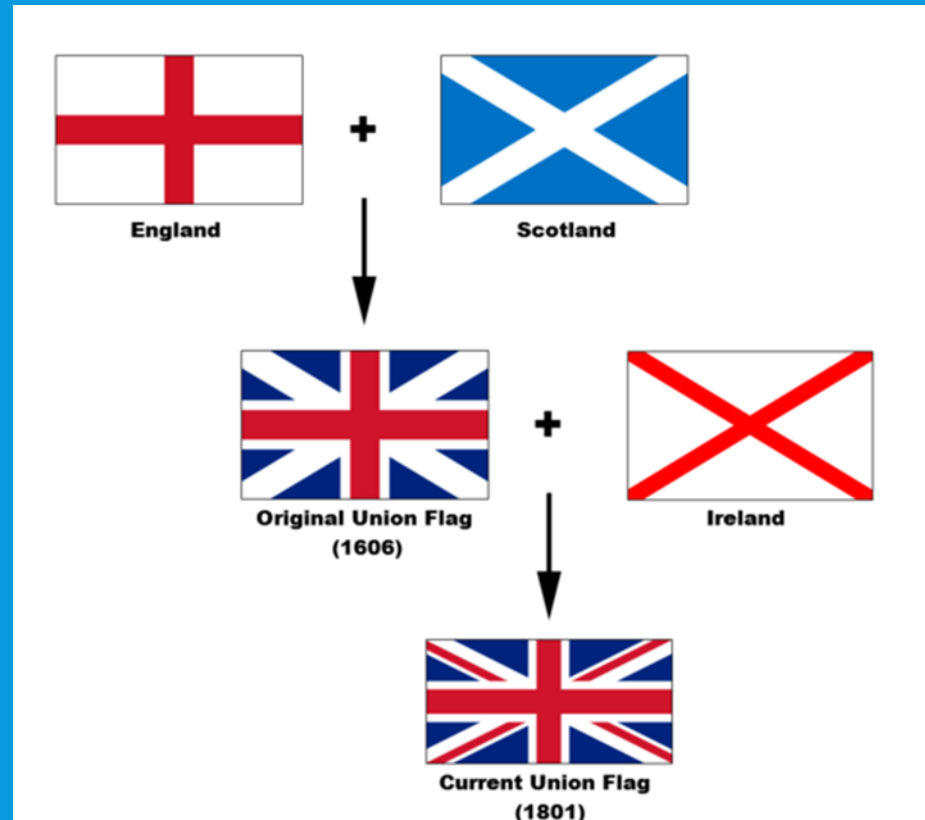 England
Scotland
Original Union Flag
(1606)
Ireland
Current Union Flag
(1801)